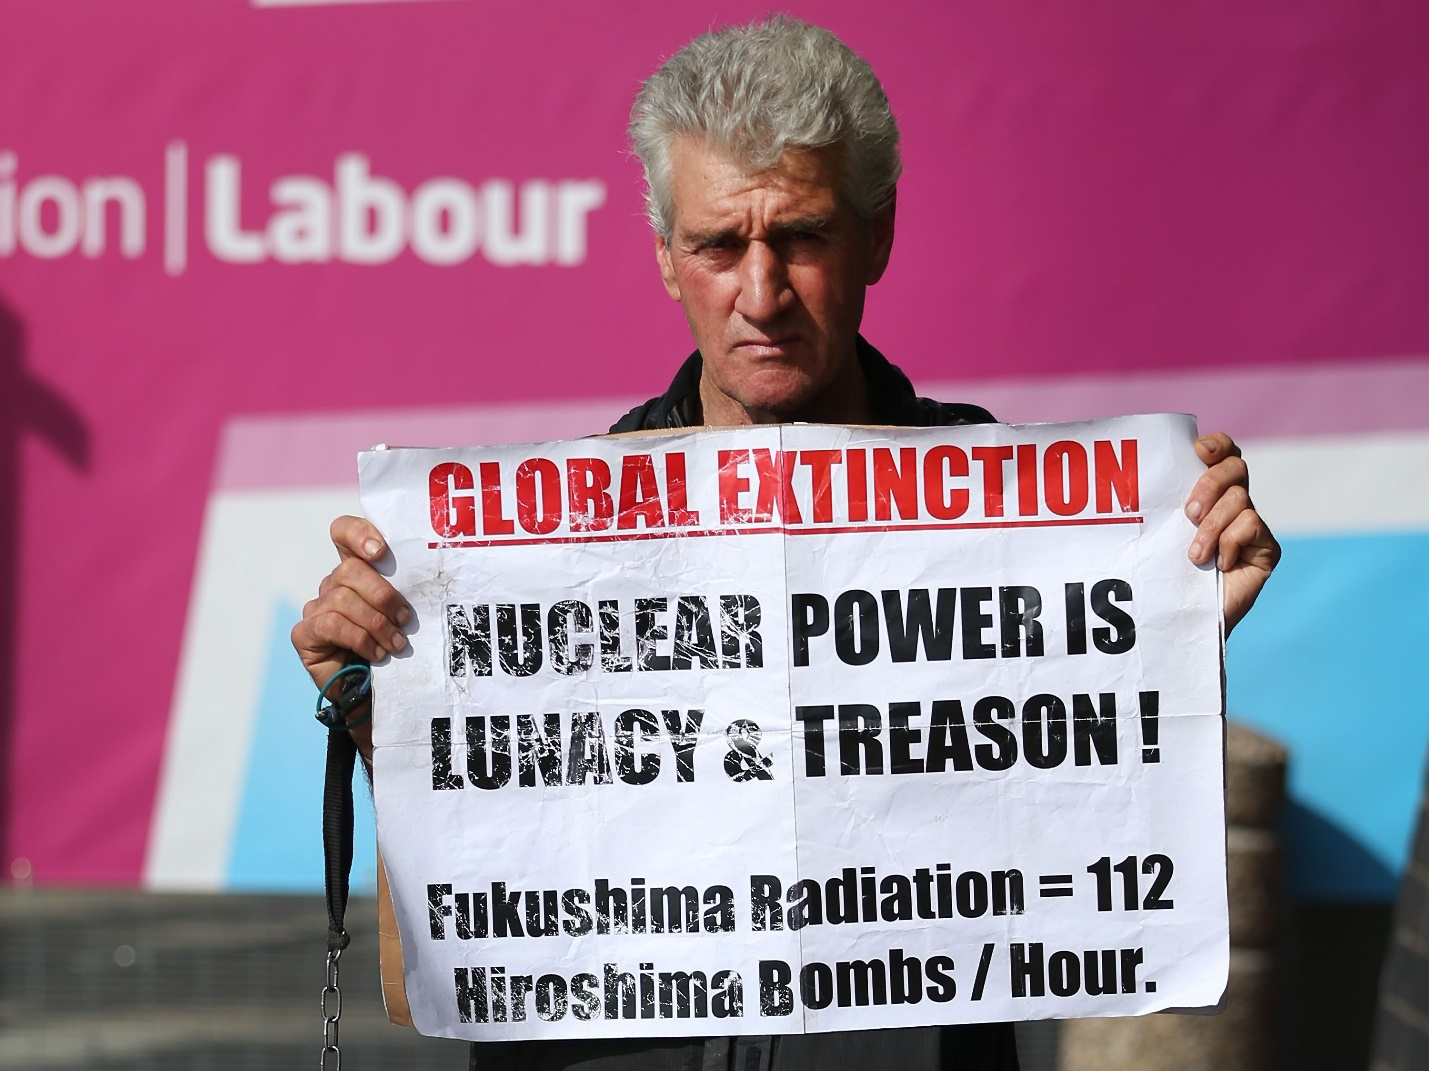 ion | Labour
GLOBAL EXTINCTION
NUCLEAR POWER IS
LUNACY & TREASON !
Fukushima Radiation = 112
Hiroshima Bombs / Hour.